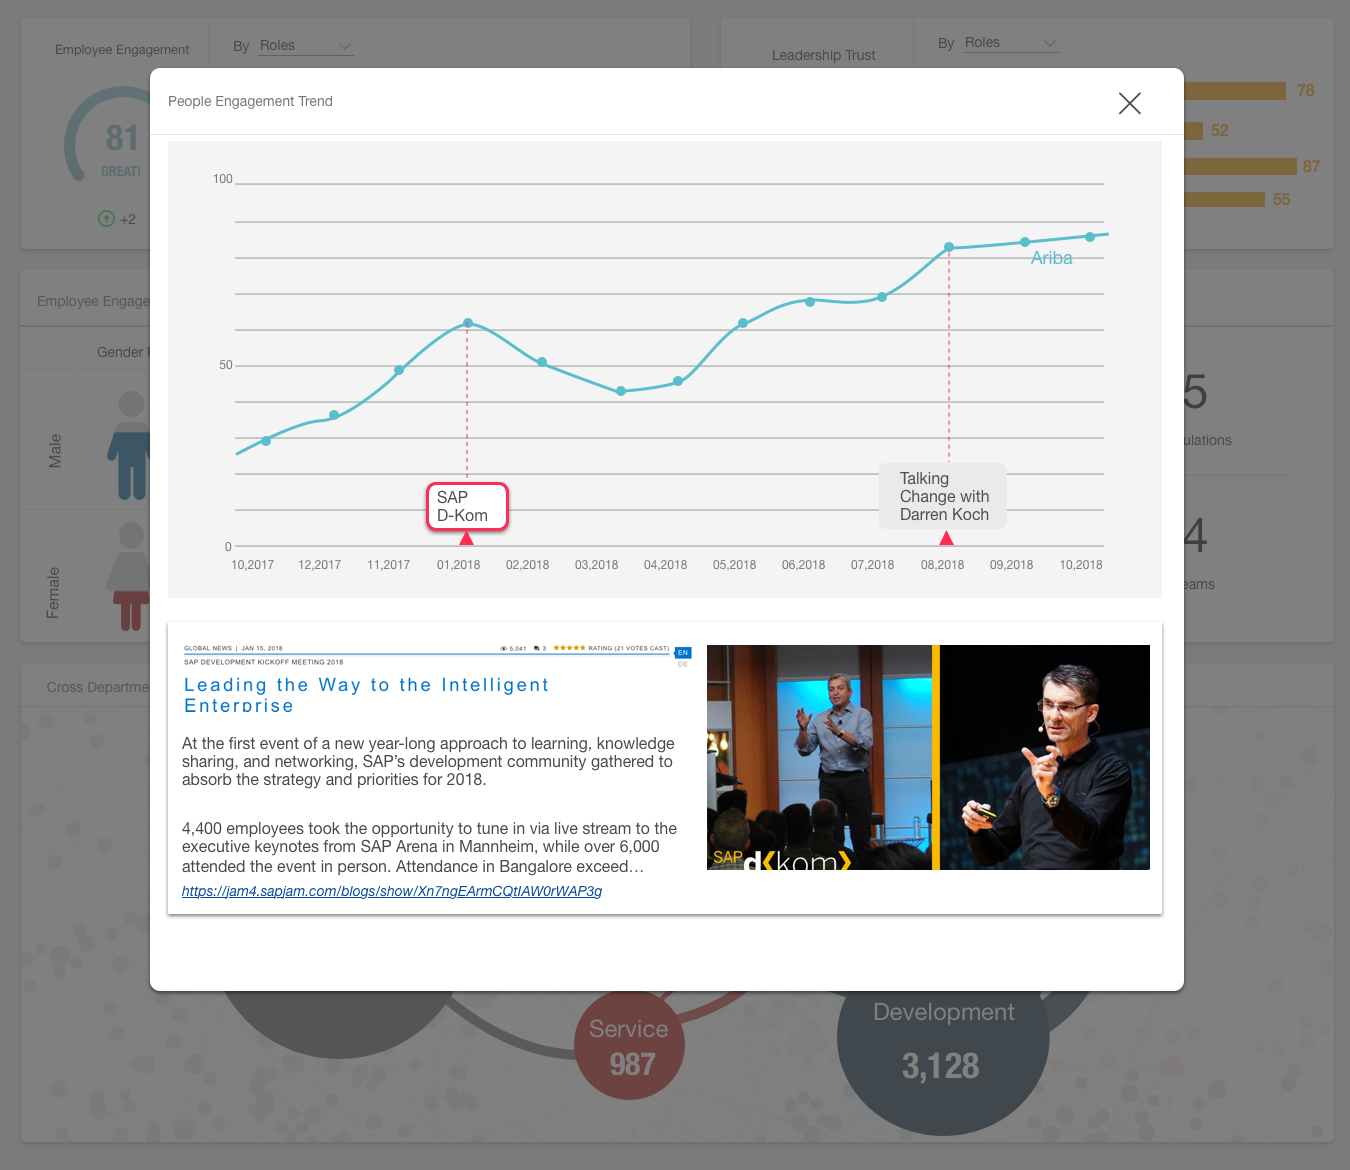 Employee Engagement
By Roles
Leadership Trust
By Roles
81
GREAT!
+2
78
52
87
55
People Engagement Trend
100
50
0
Ariba
SAP
D-Kom
Talking
Change with
Darren Koch
10,2017 12,2017 11,2017 01,2018 02,2018 03,2018 04,2018 05,2018 06,2018 07,2018 08,2018 09,2018 10,2018
Employee Engage
Gender
Male
Female
5
ulations
4
eams
Cross Departme
GLOBAL NEWS | JAN 15, 2018
5,041 3 RATING (21 VOTES CAST)
EN
DE
SAP DEVELOPMENT KICKOFF MEETING 2018
Leading the Way to the Intelligent
Enterprise
At the first event of a new year-long approach to learning, knowledge
sharing, and networking, SAP’s development community gathered to
absorb the strategy and priorities for 2018.
4,400 employees took the opportunity to tune in via live stream to the
executive keynotes from SAP Arena in Mannheim, while over 6,000
attended the event in person. Attendance in Bangalore exceed…
https://jam4.sapjam.com/blogs/show/Xn7ngEArmCQtIAW0rWAP3g
SAP d<kom>
Service
987
Development
3,128